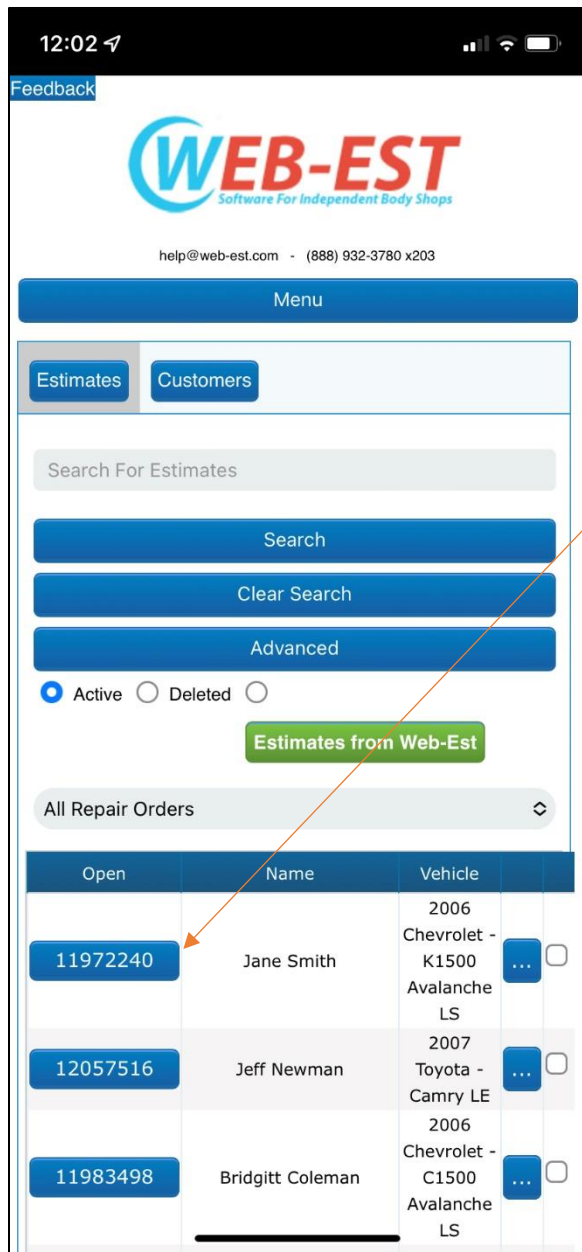 12:02
Feedback
WEB-EST
Software For Independent Body Shops
help@web-est.com - (888) 932-3780 x203
Menu
Estimates Customers
Search For Estimates
Search
Clear Search
Advanced
Active Deleted
Estimates from Web-Est
All Repair Orders
Open Name Vehicle
11972240 Jane Smith 2006
Chevrolet -
K1500
Avalanche
LS
...
12057516 Jeff Newman 2007
Toyota -
Camry LE
...
11983498 Bridgitt Coleman 2006
Chevrolet -
C1500
Avalanche
LS
...